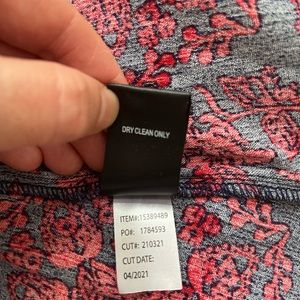 DRY CLEAN ONLY
ITEM#:15389489
PO#: 1784593
CUT#: 210321
CUT DATE:
04/2021